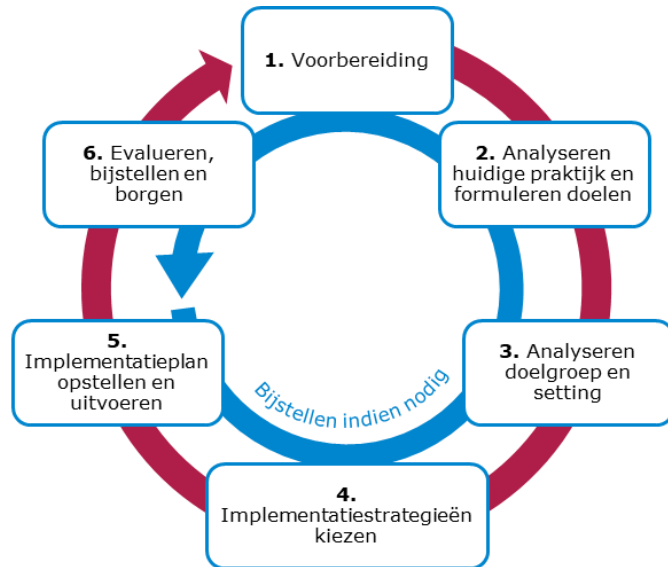 1. Voorbereiding
2. Analyseren
huidige praktijk en
formuleren doelen
3. Analyseren
doelgroep en
setting
4.
Implementatiestrategieën
kiezen
5.
Implementatieplan
opstellen en
uitvoeren
6. Evalueren,
bijstellen en
borgen
Bijstellen indien nodig